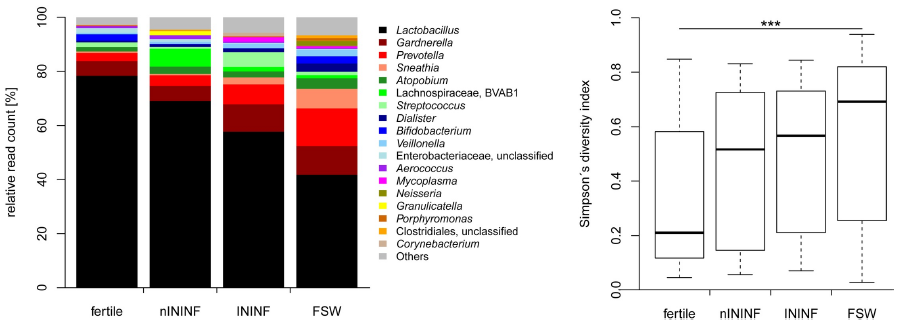 relative read count [%]
100
80
60
40
20
0
fertile
nININF
ININF
FSW
Lactobacillus
Gardnerella
Prevotella
Sneathia
Atopobium
Lachnospiraceae, BVAB1
Streptococcus
Dialister
Bifidobacterium
Veillonella
Enterobacteriaceae, unclassified
Aerococcus
Mycoplasma
Neisseria
Granulicatella
Porphyromonas
Clostridiales, unclassified
Corynebacterium
Others
Simpson´s diversity index
1.0
0.8
0.6
0.4
0.2
0.0
***
fertile
nININF
ININF
FSW